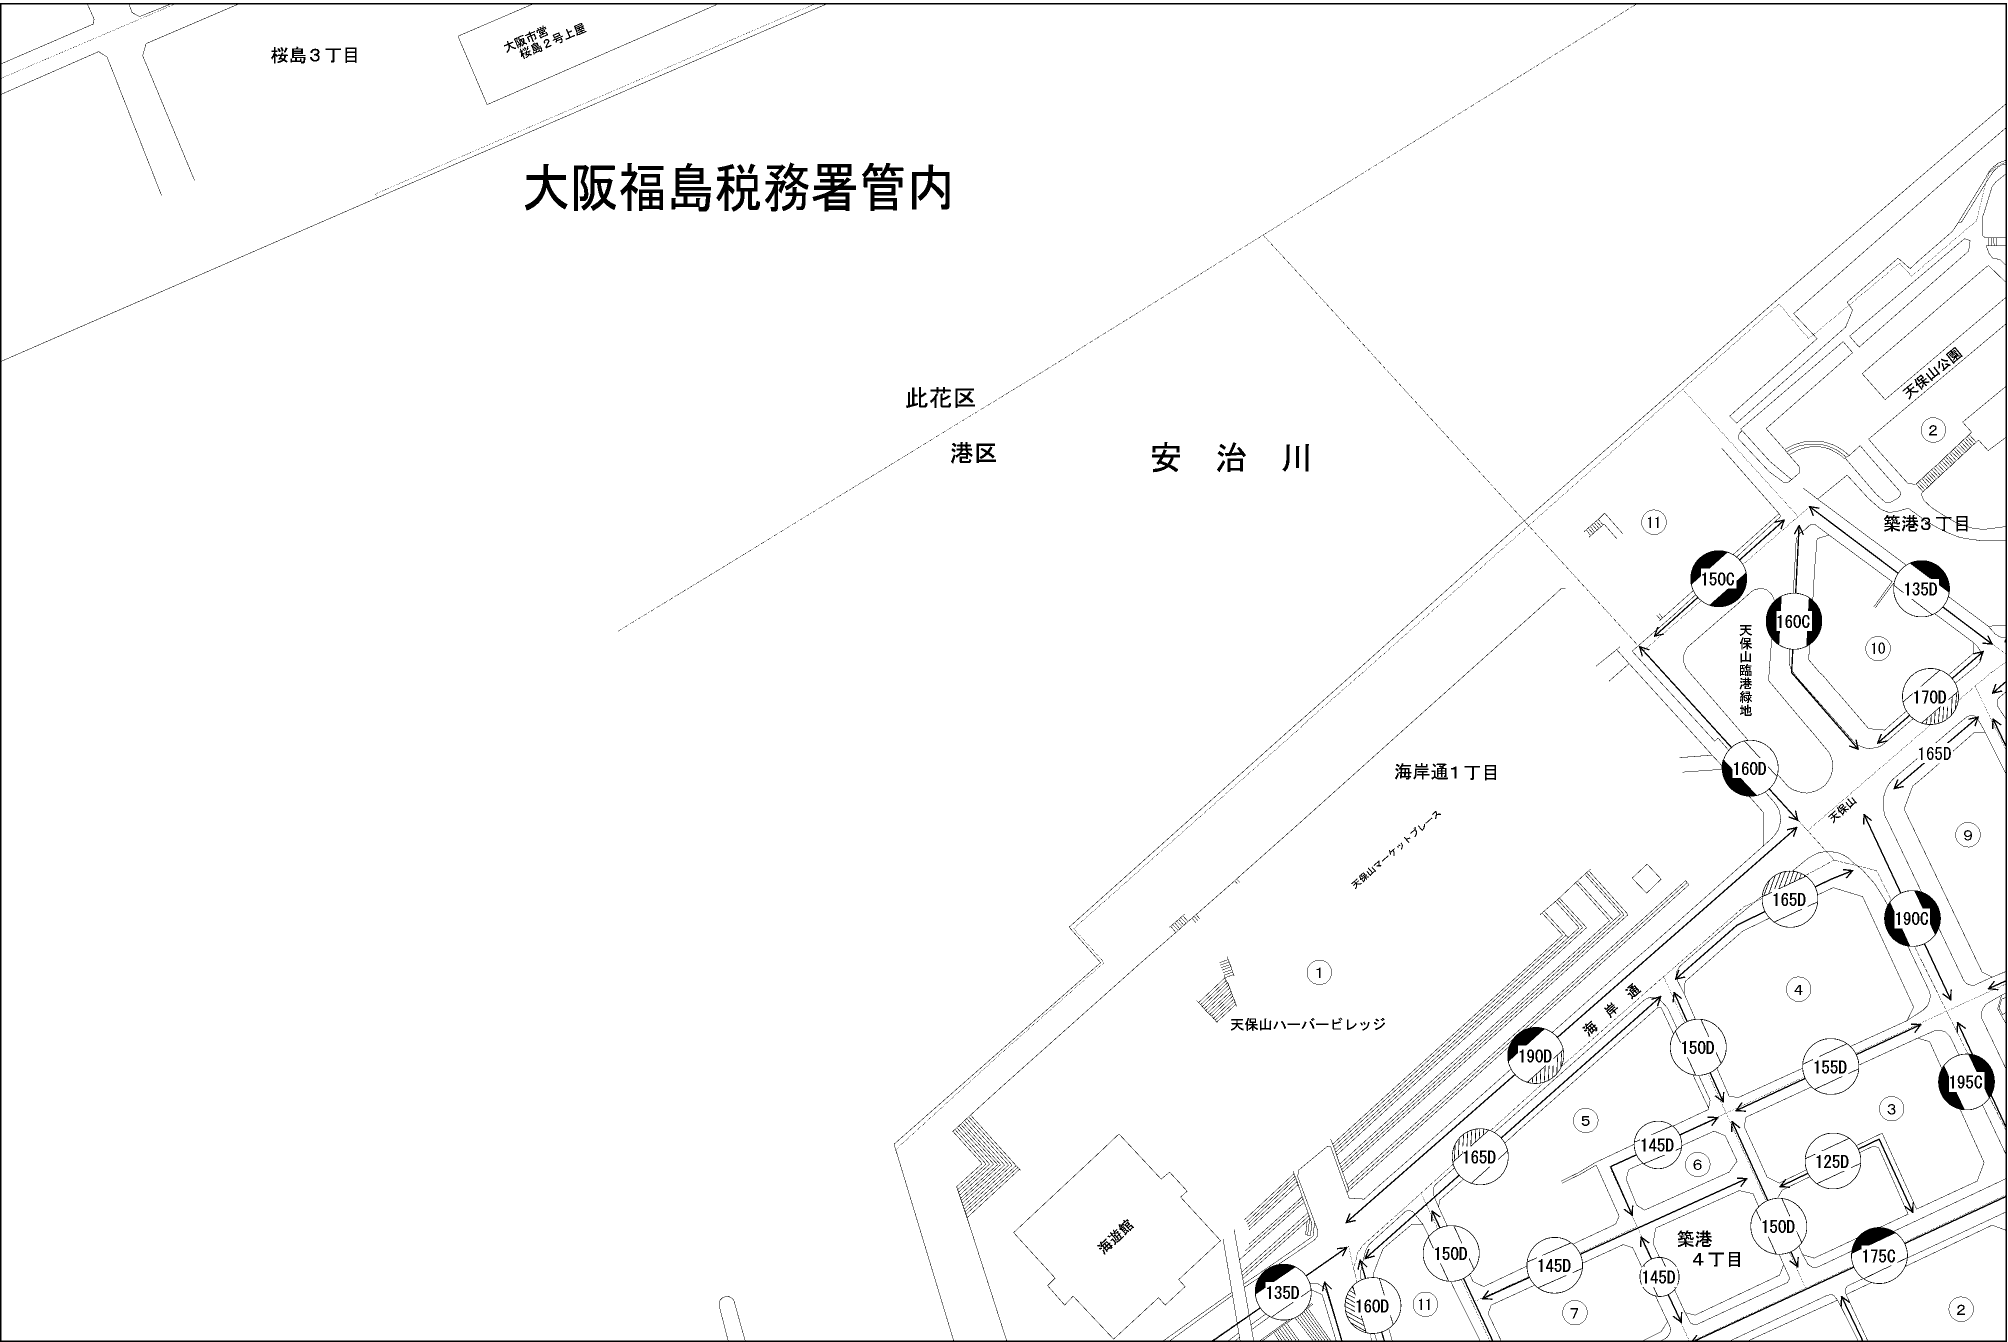 桜島３丁目
大阪市営
桜島２号上屋
大阪福島税務署管内
此花区
港区
安治川
天保山公園
②
築港３丁目
⑪
150C
160C
135D
天保山臨港緑地
⑩
170D
165D
160D
海岸通１丁目
天保山マーケットプレース
天保山
⑨
165D
190C
①
天保山ハーバービレッジ
④
海岸通
190D
150D
155D
195C
⑤
③
165D
145D
⑥
125D
海遊館
150D
150D
築港
４丁目
175C
145D
145D
135D
160D
⑪
⑦
②